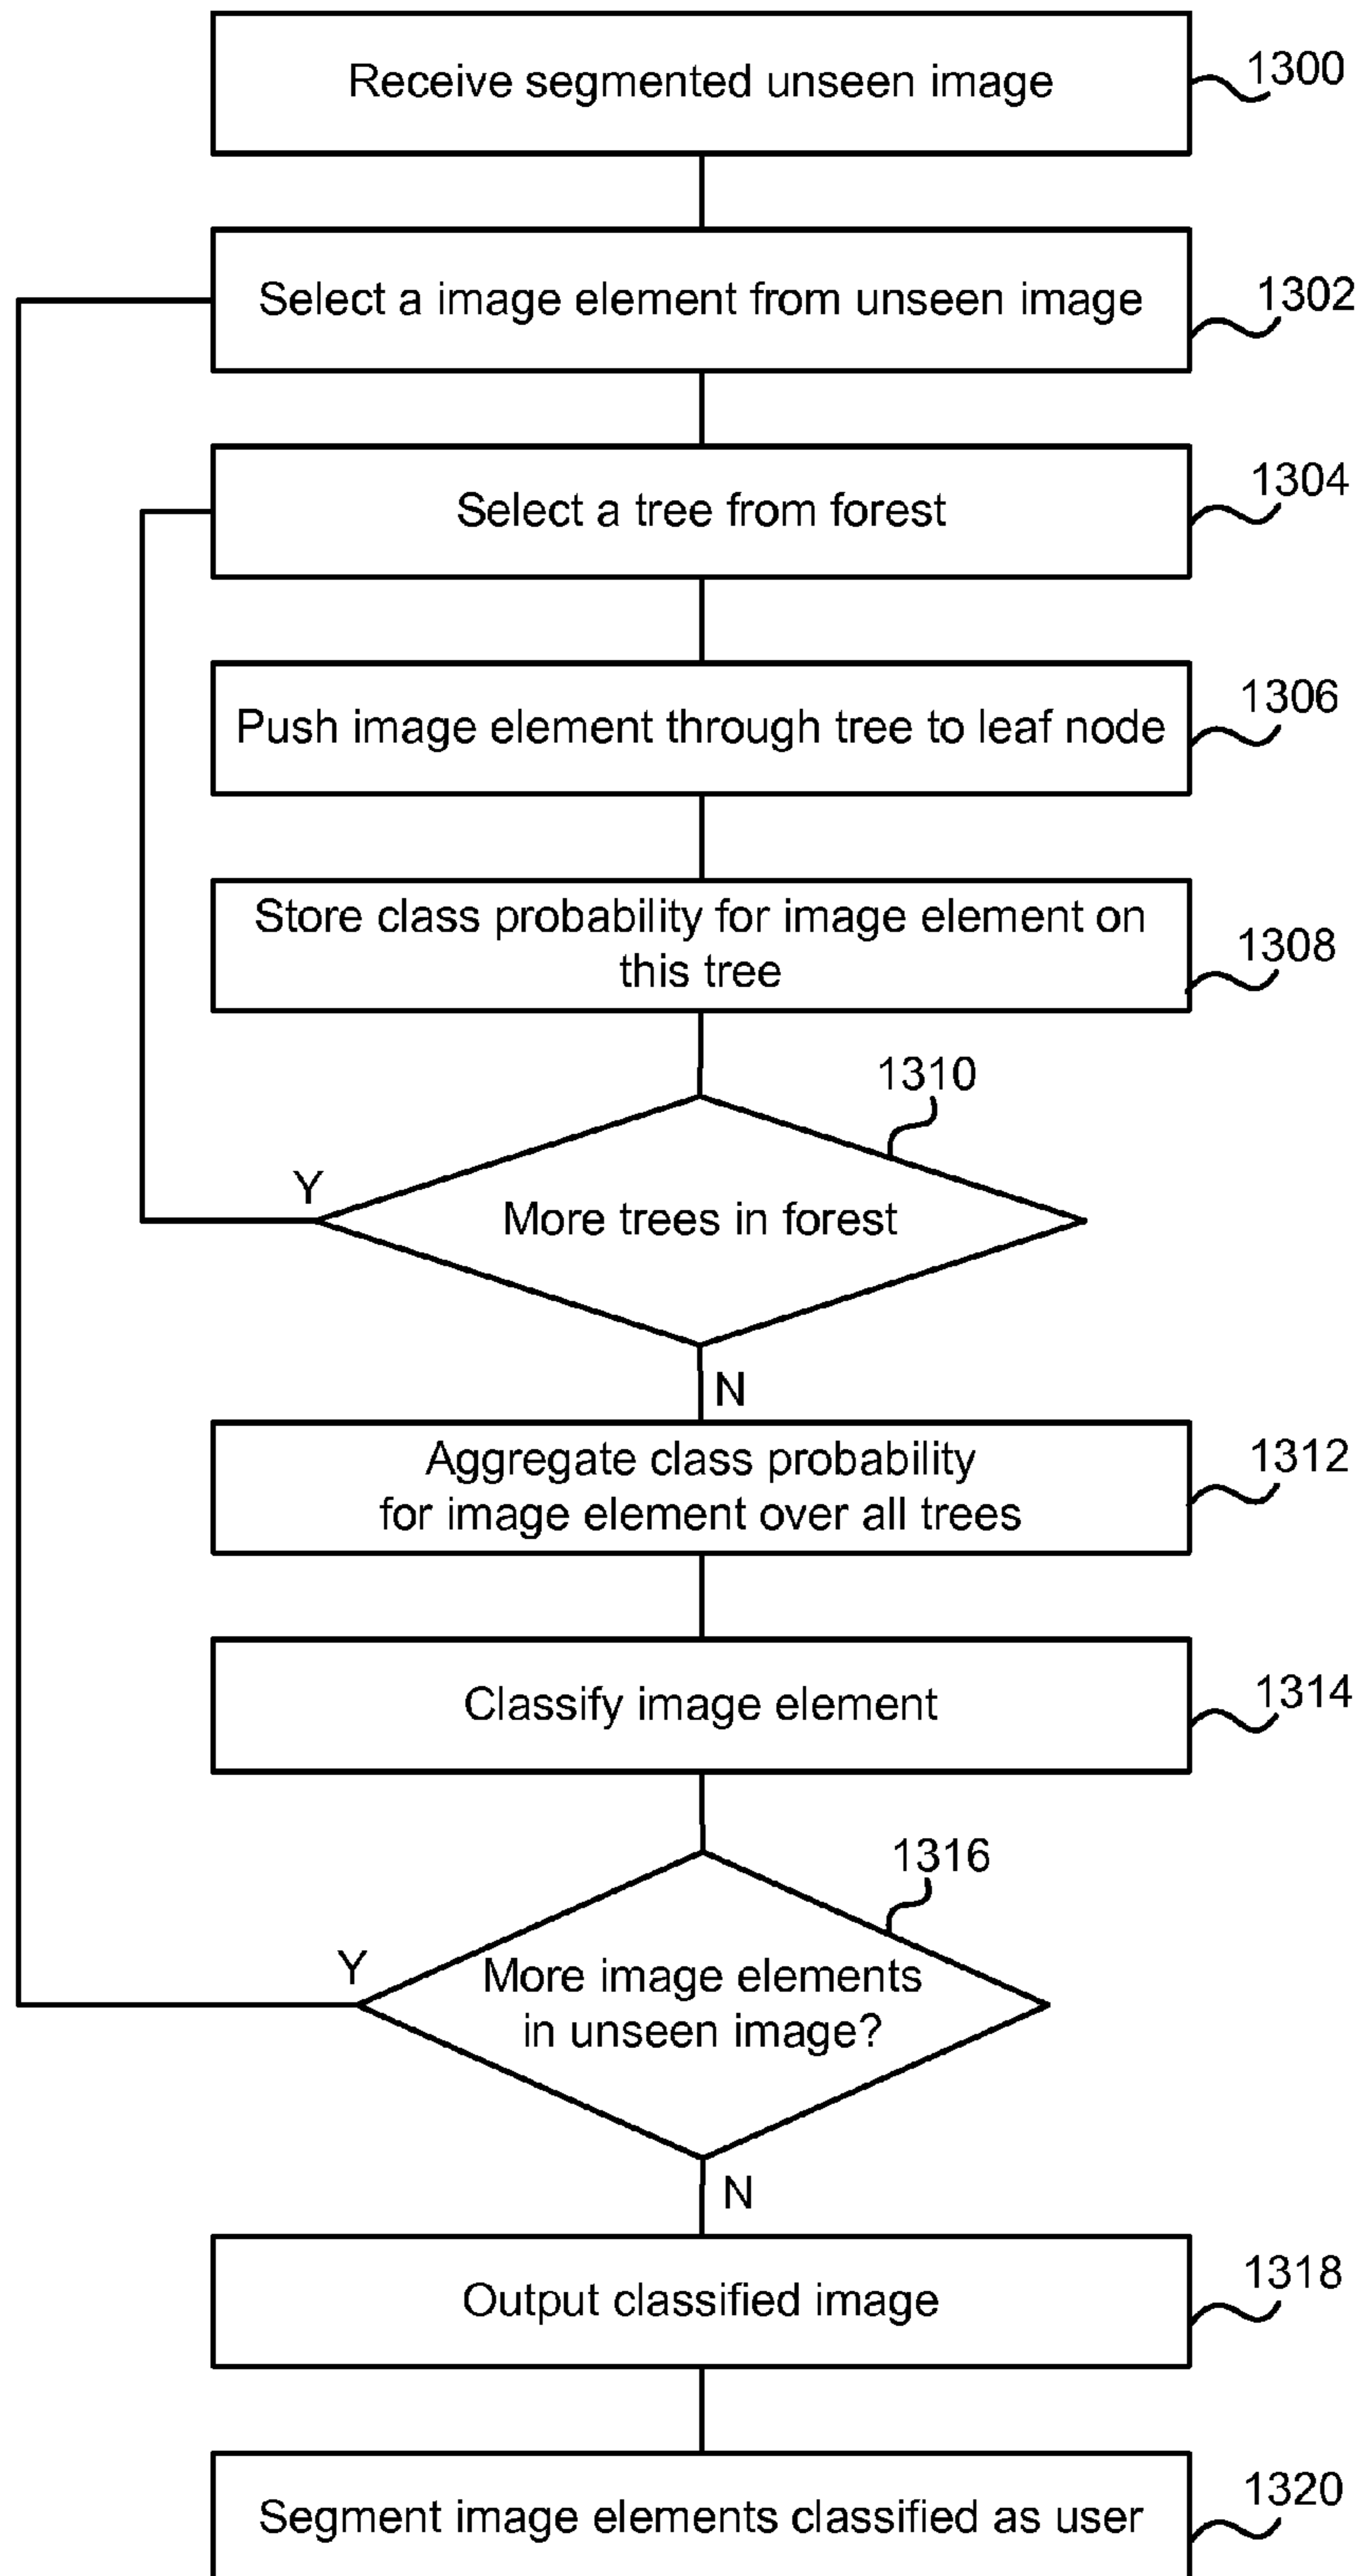 Receive segmented unseen image
1300
Select a image element from unseen image
1302
Select a tree from forest
1304
Push image element through tree to leaf node
1306
Store class probability for image element on
this tree
1308
1310
Y
More trees in forest
N
Aggregate class probability
for image element over all trees
1312
Classify image element
1314
1316
Y
More image elements
in unseen image?
N
Output classified image
1318
Segment image elements classified as user
1320